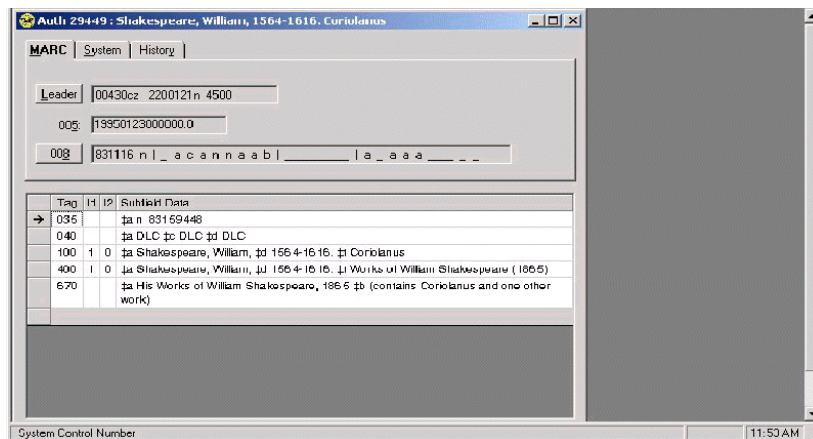 Auth 29449 : Shakespeare, William, 1564-1616. Coriolanus
MARC System History
Leader 00430cz 2200121n 4500
005: 19950123000000.0
008 831116 n | _ a c a n n a a b | _________ | a _ a a a ___ _ _
Tag I1 I2 Subfield Data
035 ‡a n 83159448
040 ‡a DLC ‡c DLC ‡d DLC
100 1 0 ‡a Shakespeare, William, ‡d 1564-1616. ‡t Coriolanus
400 1 0 ‡a Shakespeare, William, ‡d 1564-1616. ‡t Works of William Shakespeare (1865)
670 ‡a His Works of William Shakespeare, 1865 ‡b (contains Coriolanus and one other
work)
System Control Number 11:53 AM